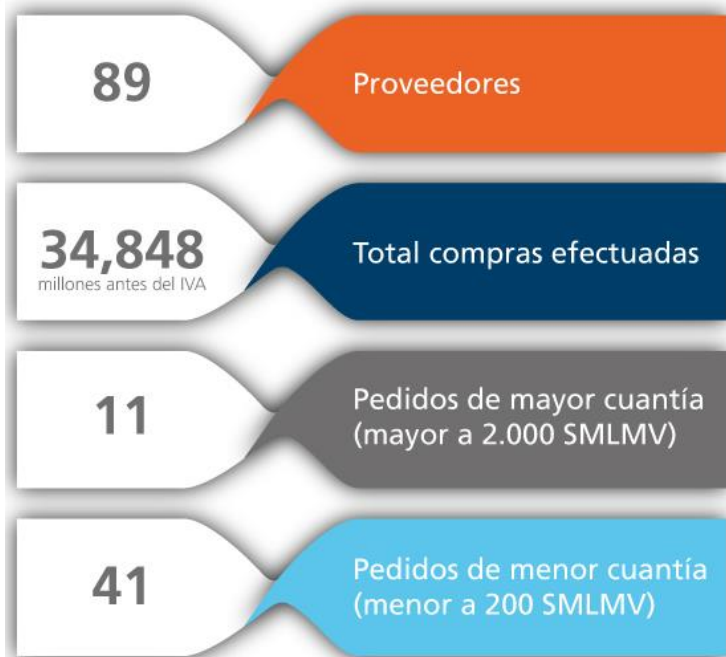 89
Proveedores
34,848
millones antes del IVA
Total compras efectuadas
11
Pedidos de mayor cuantía
(mayor a 2.000 SMLMV)
41
Pedidos de menor cuantía
(menor a 200 SMLMV)